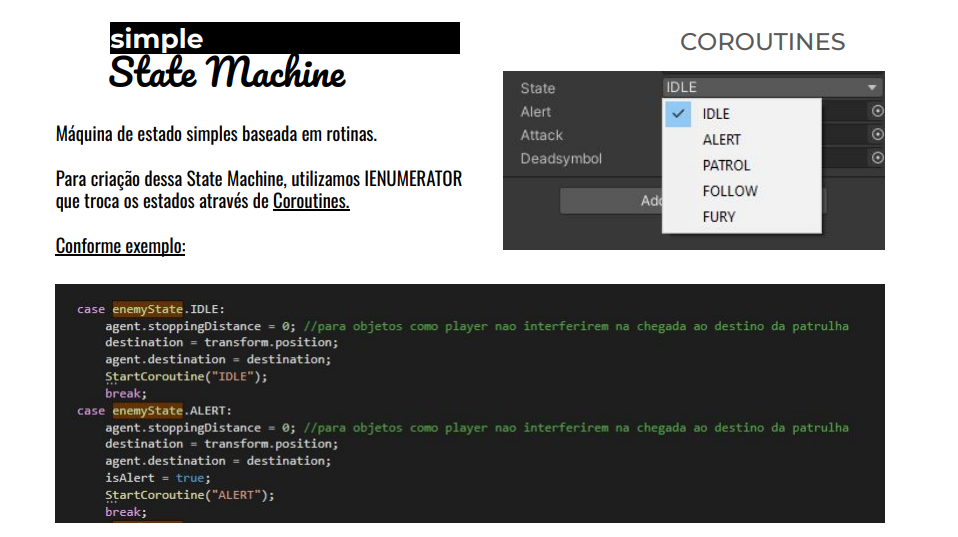 simple
State Machine
COROUTINES
Máquina de estado simples baseada em rotinas.
Para criação dessa State Machine, utilizamos IENUMERATOR
que troca os estados através de Coroutines.
Conforme exemplo:
State
IDLE
Alert
Attack
Deadsymbol
IDLE
ALERT
PATROL
FOLLOW
FURY
case enemyState.IDLE:
agent.stoppingDistance = 0; //para objetos como player nao interferirem na chegada ao destino da patrulha
destination = transform.position;
agent.destination = destination;
StartCoroutine("IDLE");
break;
case enemyState.ALERT:
agent.stoppingDistance = 0; //para objetos como player nao interferirem na chegada ao destino da patrulha
destination = transform.position;
agent.destination = destination;
isAlert = true;
StartCoroutine("ALERT");
break;